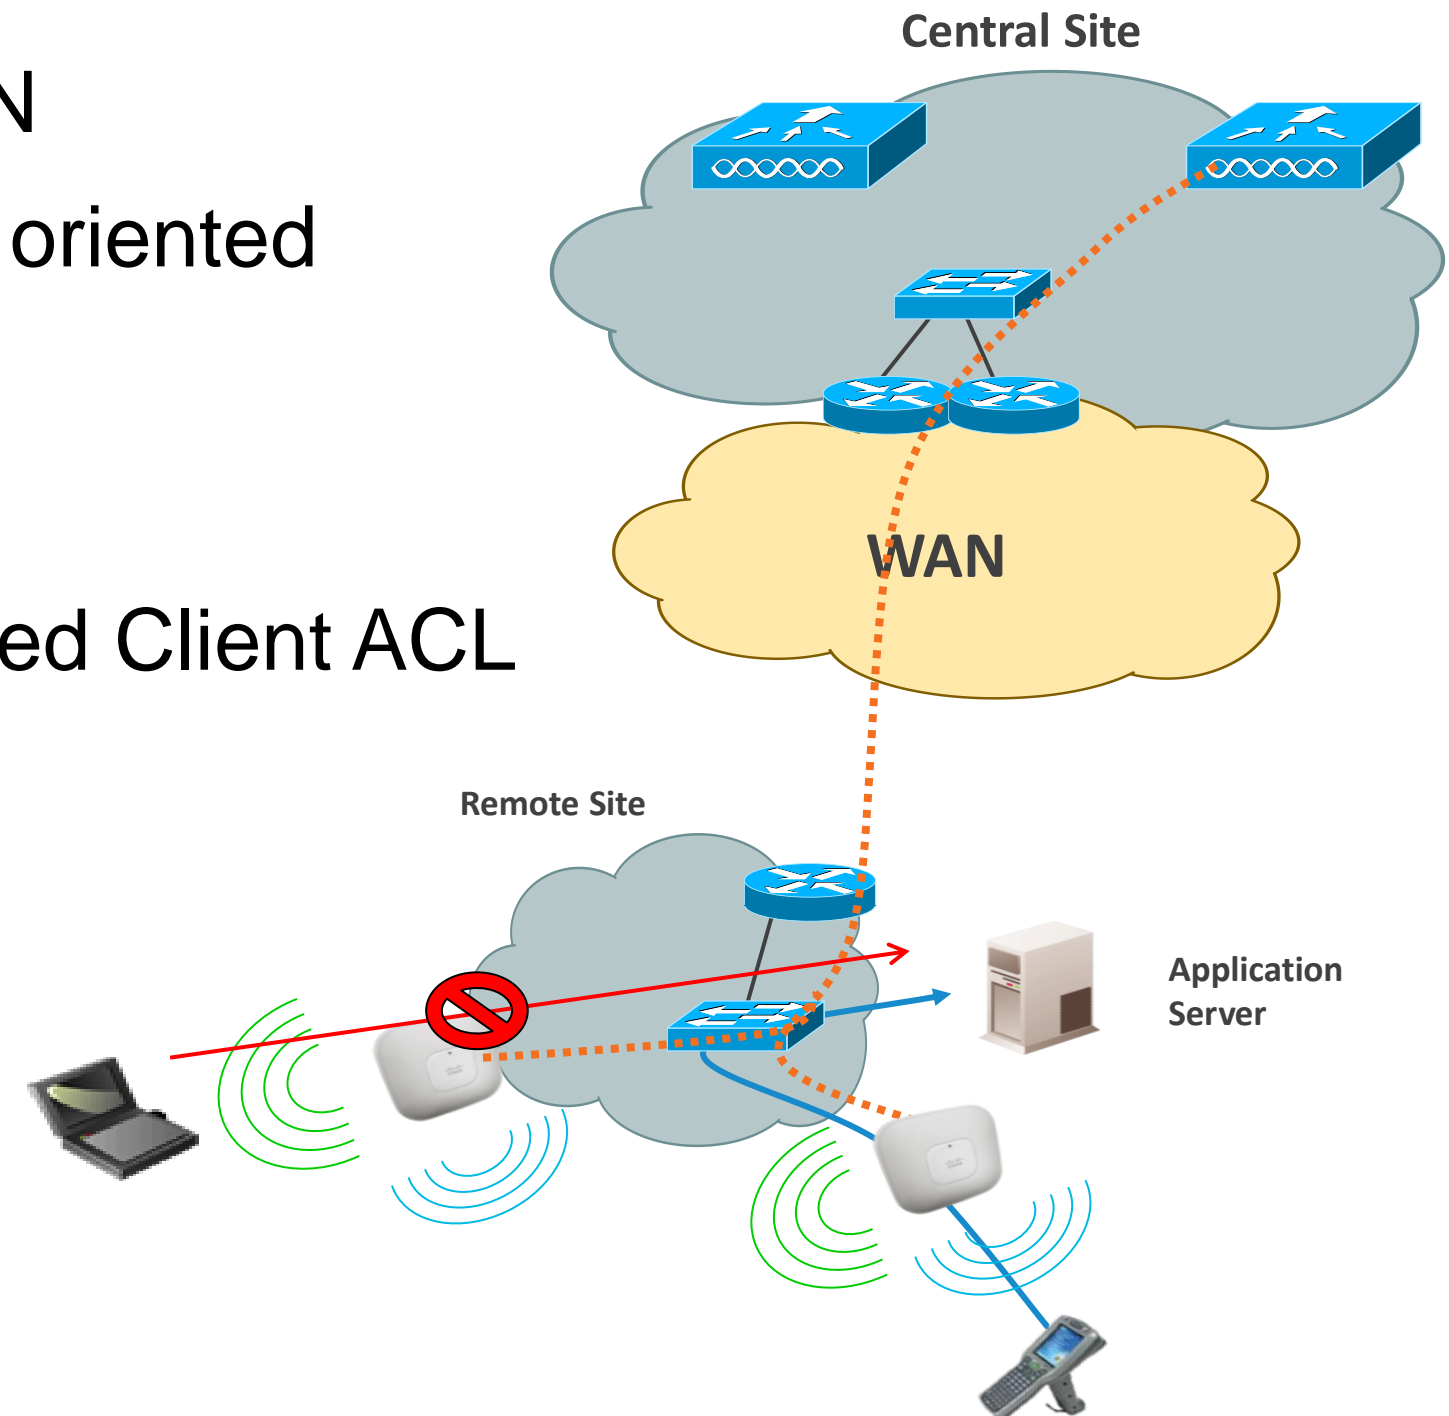 Central Site
N
oriented
WAN
ed Client ACL
Remote Site
Application
Server